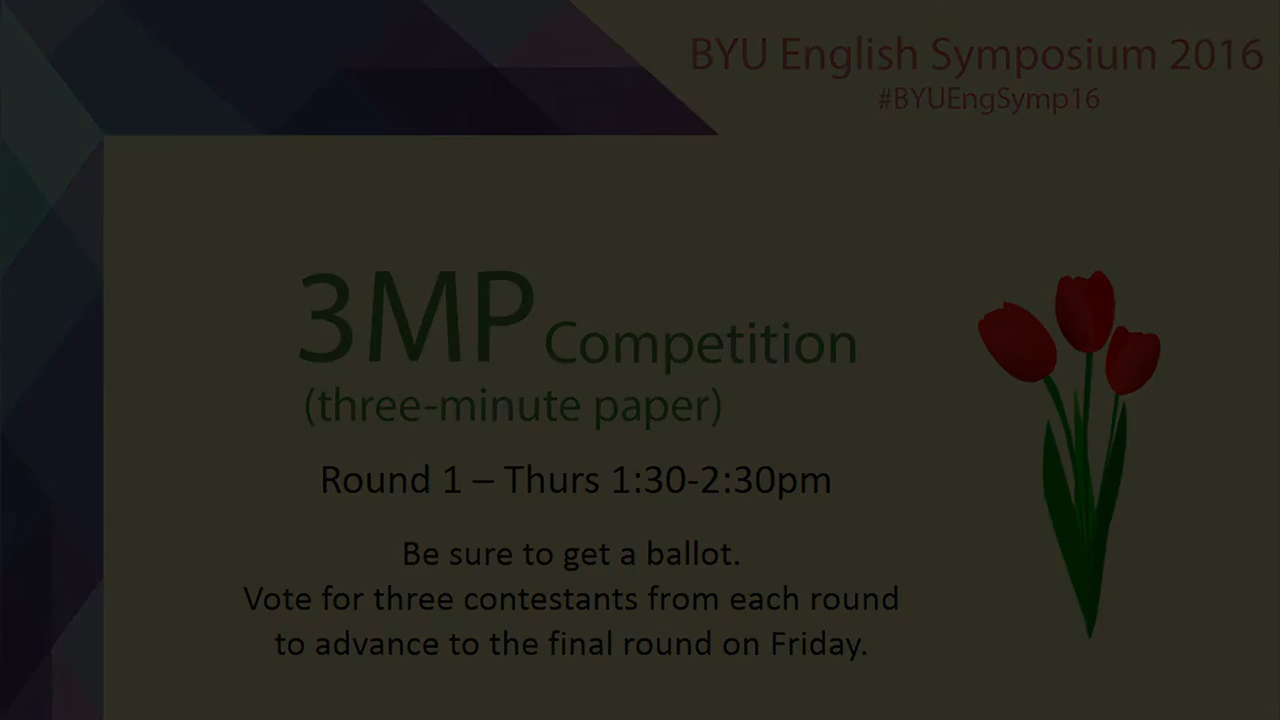 BYU English Symposium 2016
#BYUEngSymp16
3MP Competition
(three-minute paper)
Round 1 – Thurs 1:30-2:30pm
Be sure to get a ballot.
Vote for three contestants from each round
to advance to the final round on Friday.